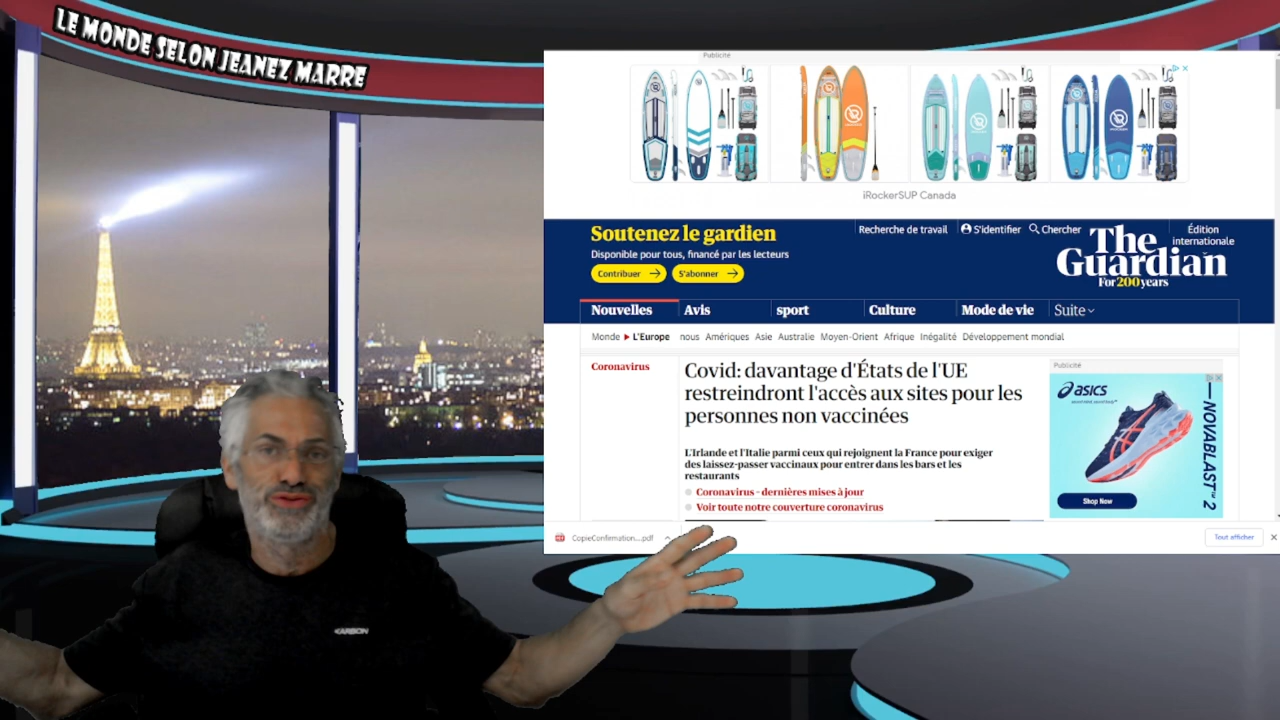 LE MONDE SELON JEANEZ MARRE
Publicité
iRockerSUP Canada
Soutenez le gardien
Disponible pour tous, financé par les lecteurs
Contribuer
S'abonner
Recherche de travail
S'identifier
Chercher
The Guardian
For 200 years
Édition internationale
Nouvelles
Avis
sport
Culture
Mode de vie
Suite
Monde
L'Europe
nous
Amériques
Asie
Australie
Moyen-Orient
Afrique
Inégalité
Développement mondial
Coronavirus
Covid: davantage d'États de l'UE
restreindront l'accès aux sites pour les
personnes non vaccinées
L'Irlande et l'Italie parmi ceux qui rejoignent la France pour exiger
des laissez-passer vaccinaux pour entrer dans les bars et les
restaurants
Coronavirus - dernières mises à jour
Voir toute notre couverture coronavirus
Publicité
asics
NOVABLAST™ 2
Shop Now
CopieConfirmation....pdf
Tout afficher
KARBON